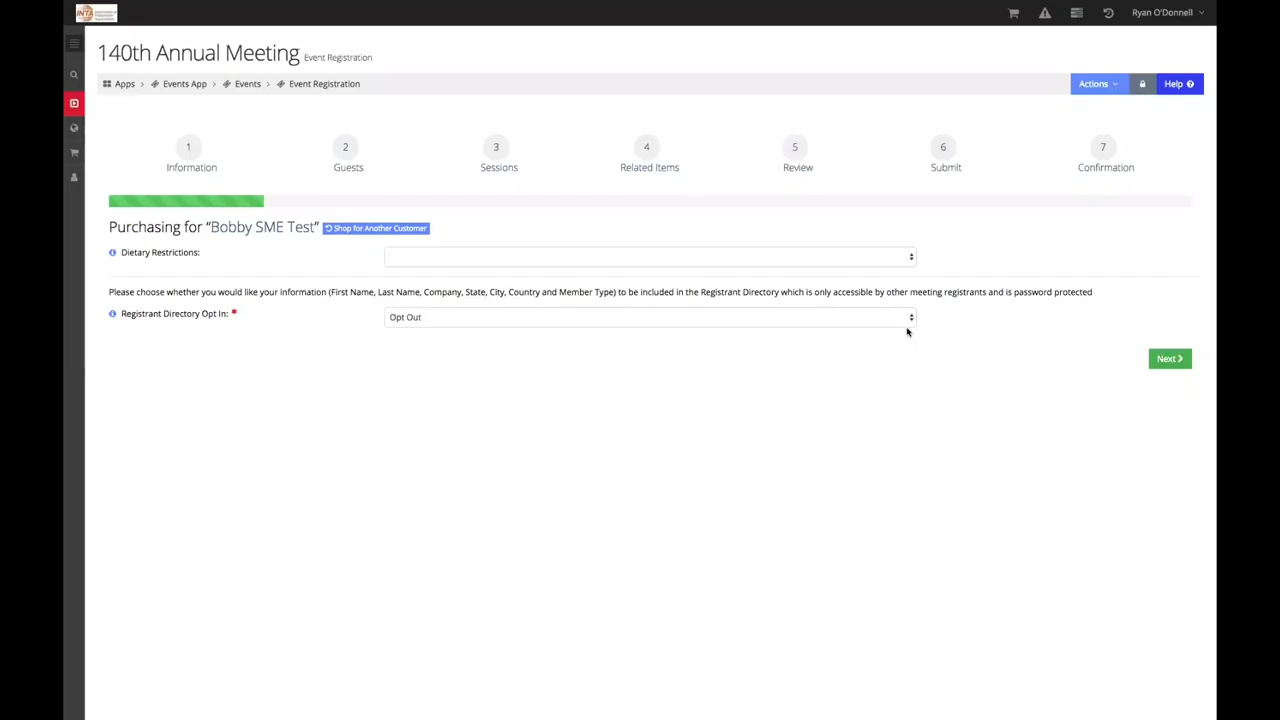 INTA
Ryan O'Donnell
140th Annual Meeting Event Registration
Apps > Events App > Events > Event Registration
Actions
Help
1 2 3 4 5 6 7
Information Guests Sessions Related Items Review Submit Confirmation
Purchasing for “Bobby SME Test” Shop for Another Customer
Dietary Restrictions:
Please choose whether you would like your information (First Name, Last Name, Company, State, City, Country and Member Type) to be included in the Registrant Directory which is only accessible by other meeting registrants and is password protected
Registrant Directory Opt In: * Opt Out
Next >